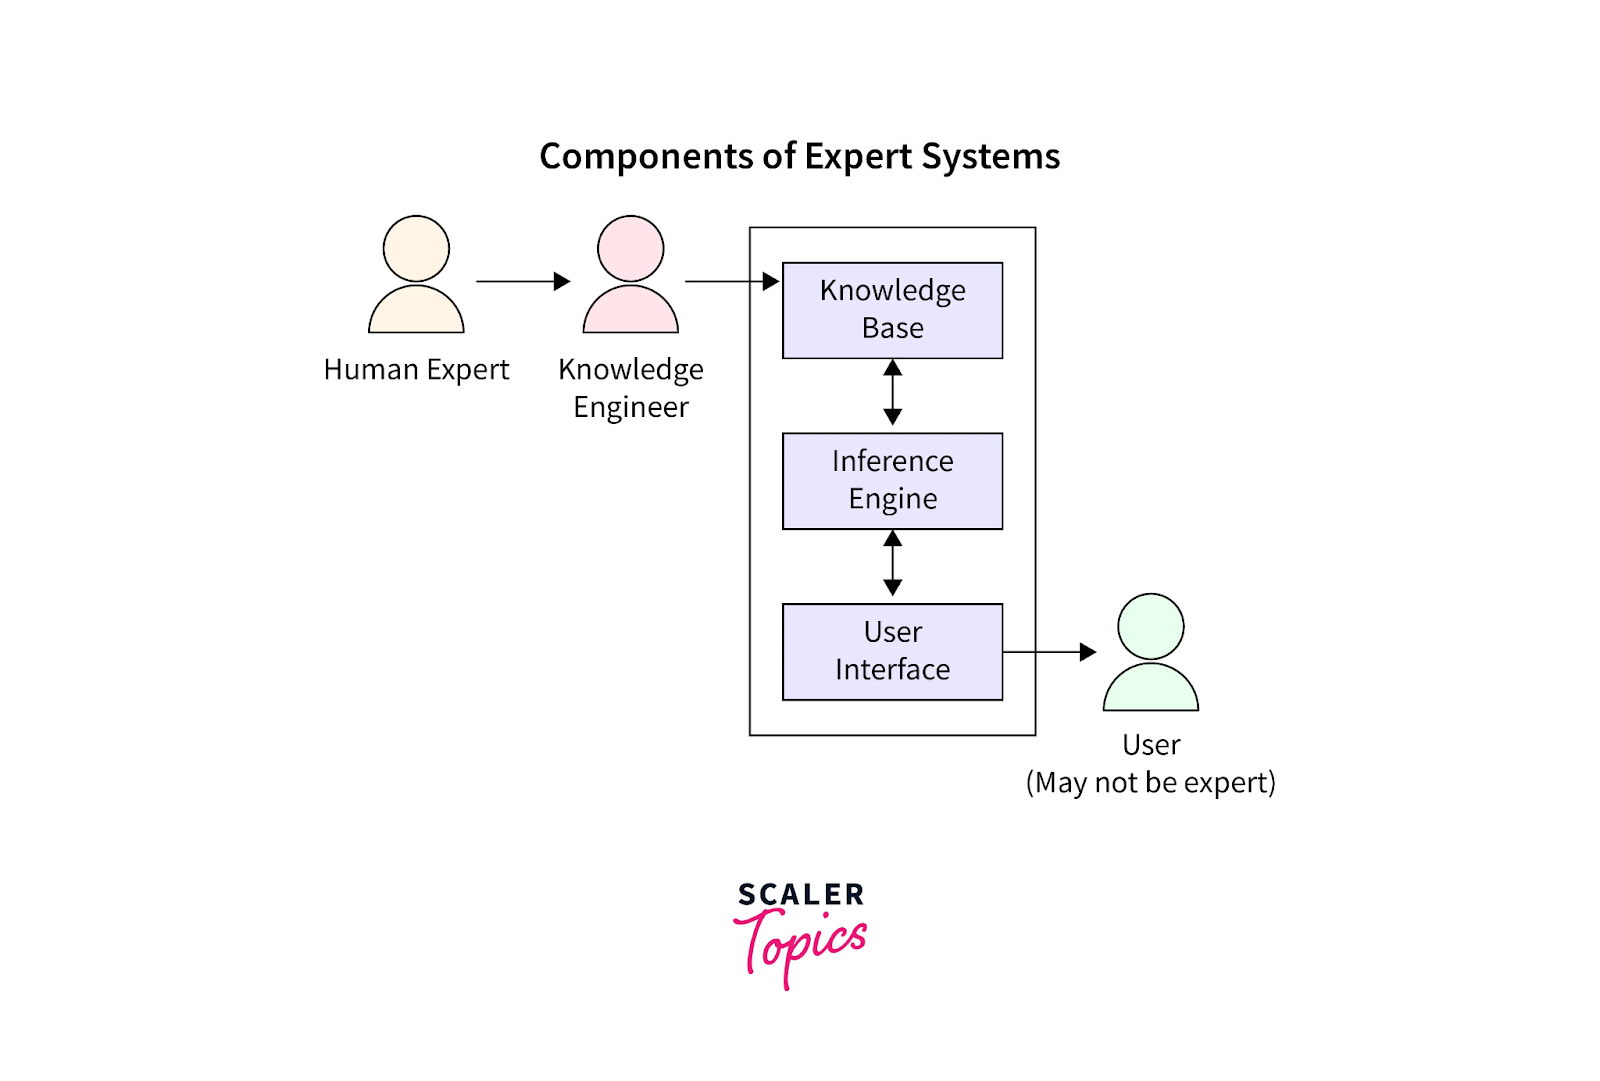 Components of Expert Systems
Human Expert
Knowledge
Engineer
Knowledge
Base
Inference
Engine
User
Interface
User
(May not be expert)
SCALER
Topics